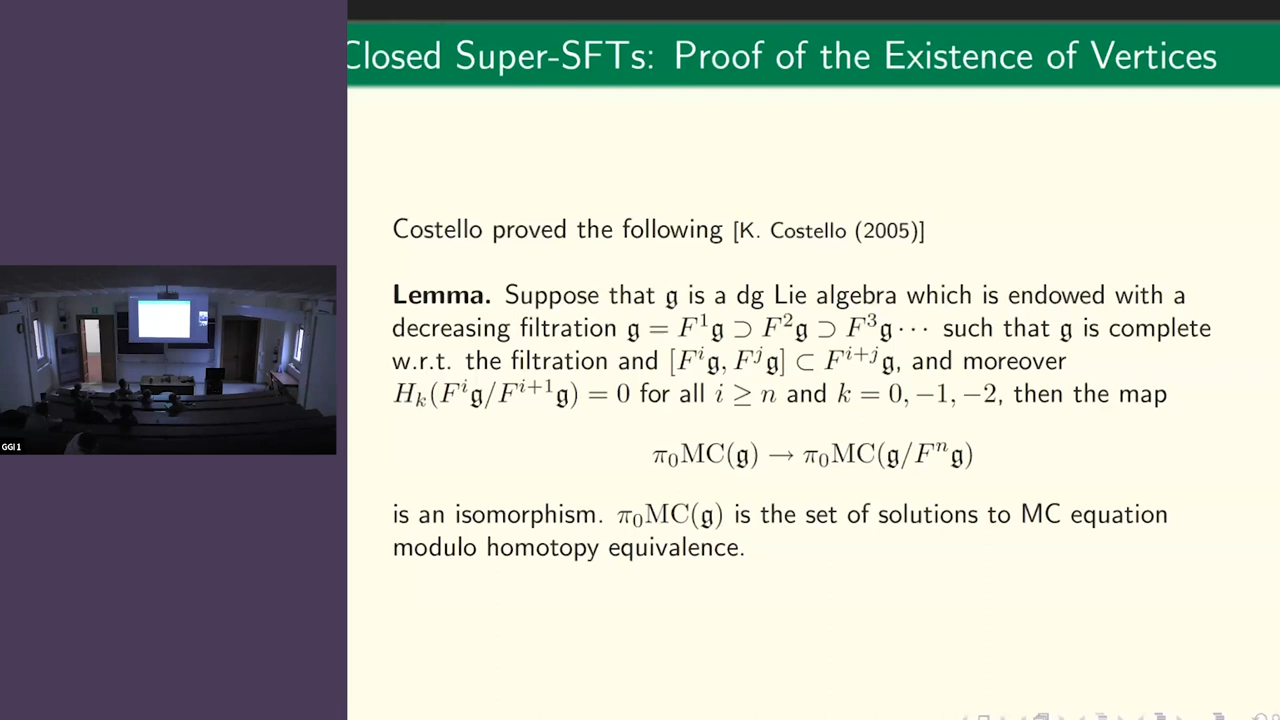 Closed Super-SFTs: Proof of the Existence of Vertices
Costello proved the following [K. Costello (2005)]
Lemma. Suppose that 𝔤 is a dg Lie algebra which is endowed with a
decreasing filtration 𝔤 = F¹𝔤 ⊃ F²𝔤 ⊃ F³𝔤 ⋯ such that 𝔤 is complete
w.r.t. the filtration and [Fⁱ𝔤, Fʲ𝔤] ⊂ Fⁱ⁺ʲ𝔤, and moreover
Hₖ(Fⁱ𝔤/Fⁱ⁺¹𝔤) = 0 for all i ≥ n and k = 0, −1, −2, then the map
π₀MC(𝔤) → π₀MC(𝔤/Fⁿ𝔤)
is an isomorphism. π₀MC(𝔤) is the set of solutions to MC equation
modulo homotopy equivalence.
GGI 1